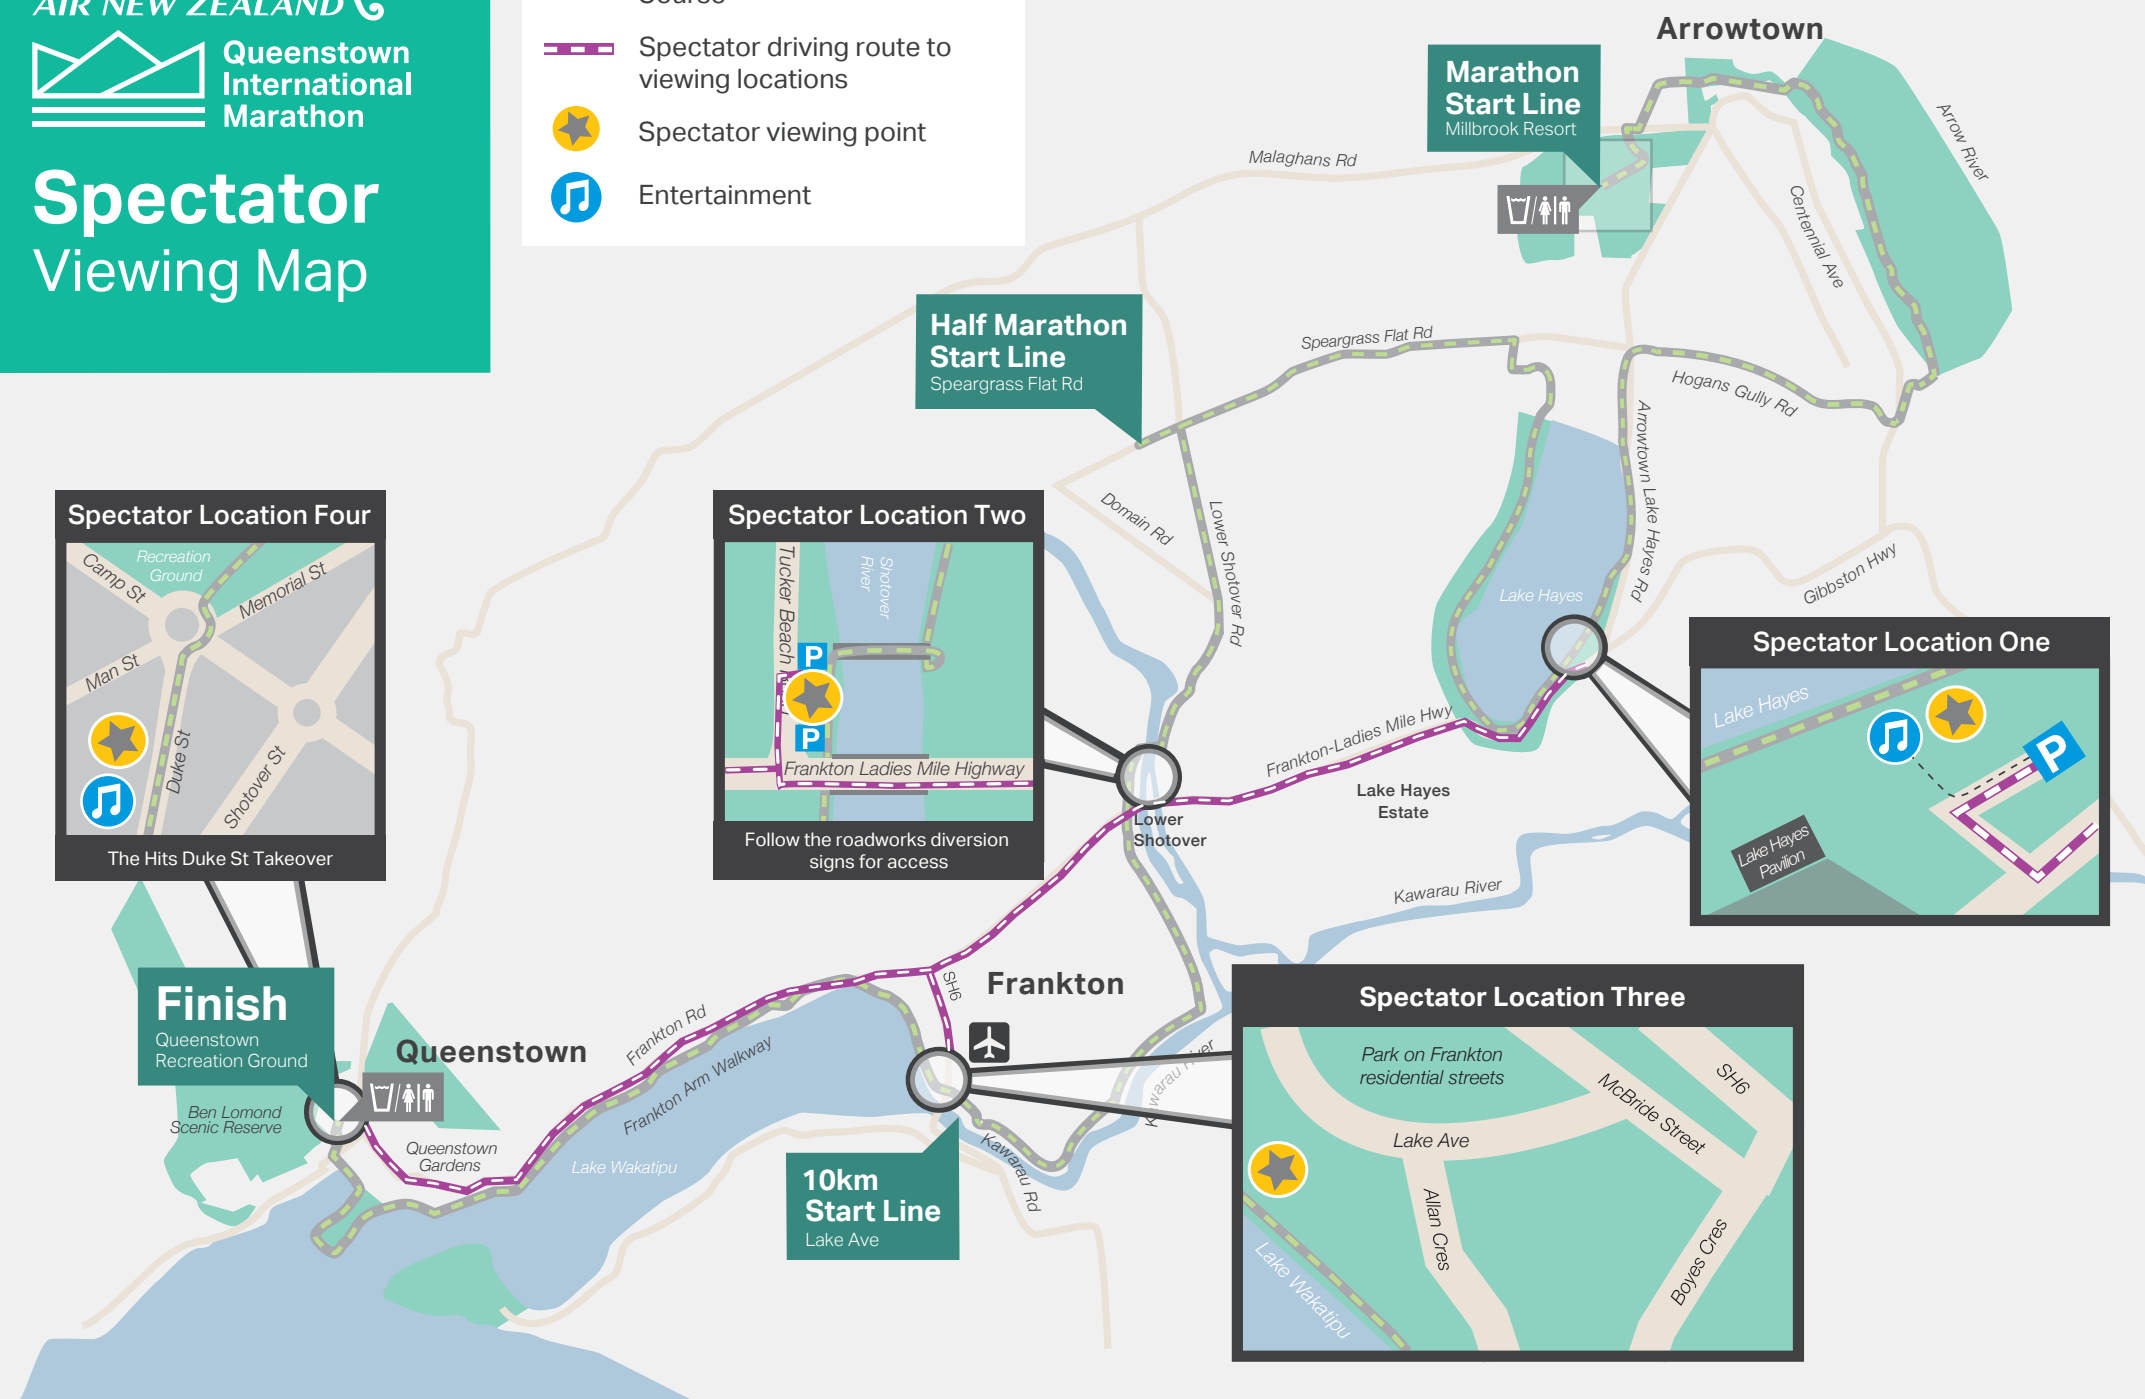 AIR NEW ZEALAND
Queenstown
International
Marathon
Spectator
Viewing Map
Course
Spectator driving route to
viewing locations
Spectator viewing point
Entertainment
Arrowtown
Marathon
Start Line
Millbrook Resort
Malaghans Rd
Arrow River
Centennial Ave
Half Marathon
Start Line
Speargrass Flat Rd
Speargrass Flat Rd
Hogans Gully Rd
Arrowtown Lake Hayes Rd
Domain Rd
Lower Shotover Rd
Lake Hayes
Gibbston Hwy
Spectator Location Four
Camp St
Recreation
Ground
Memorial St
Man St
Duke St
Shotover St
The Hits Duke St Takeover
Spectator Location Two
Tucker Beach
Shotover
River
P
P
Frankton Ladies Mile Highway
Follow the roadworks diversion
signs for access
Spectator Location One
Lake Hayes
P
Lake Hayes
Pavilion
Frankton-Ladies Mile Hwy
Lake Hayes
Estate
Lower
Shotover
Kawarau River
Finish
Queenstown
Recreation Ground
Queenstown
Ben Lomond
Scenic Reserve
Queenstown
Gardens
Frankton Rd
Frankton Arm Walkway
Lake Wakatipu
SH6
Frankton
Kawarau River
Kawarau Rd
10km
Start Line
Lake Ave
Spectator Location Three
Park on Frankton
residential streets
McBride Street
SH6
Lake Ave
Allan Cres
Boyes Cres
Lake Wakatipu